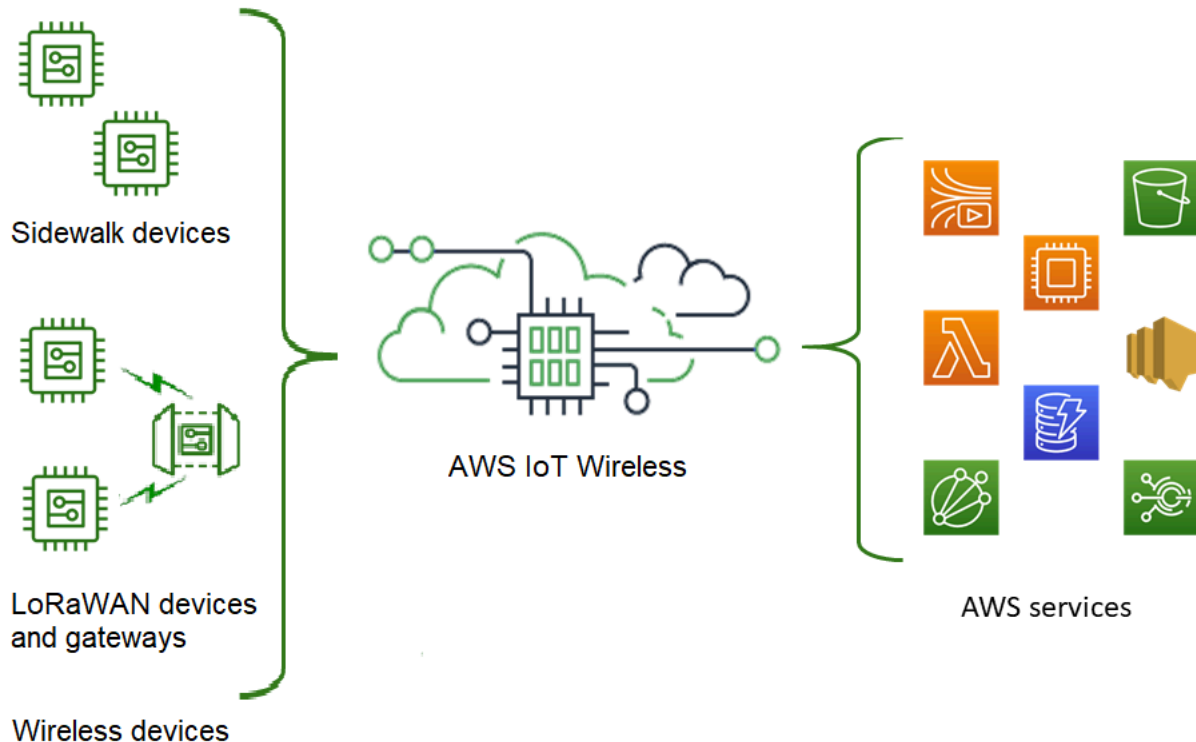 Sidewalk devices
LoRaWAN devices
and gateways
Wireless devices
AWS IoT Wireless
AWS services